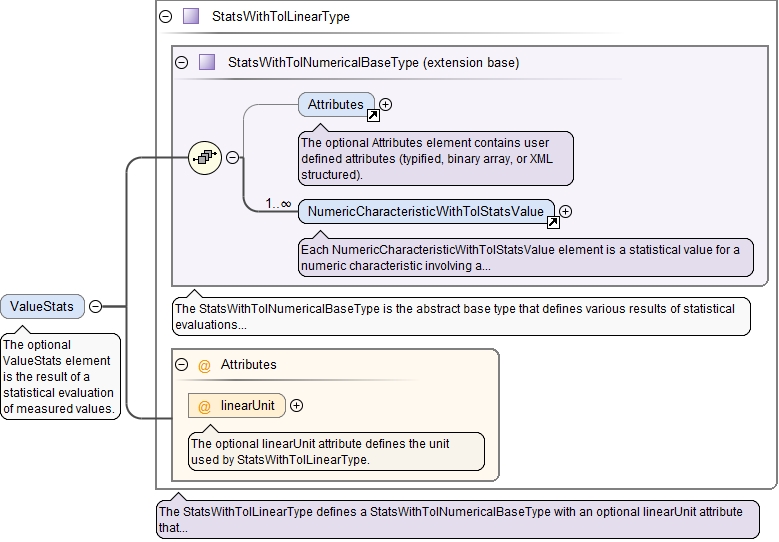 StatsWithTolLinearType
StatsWithTolNumericalBaseType (extension base)
Attributes
The optional Attributes element contains user
defined attributes (typified, binary array, or XML
structured).
1..∞
NumericCharacteristicWithTolStatsValue
Each NumericCharacteristicWithTolStatsValue element is a statistical value for a
numeric characteristic involving a...
The StatsWithTolNumericalBaseType is the abstract base type that defines various results of statistical
evaluations...
ValueStats
The optional
ValueStats element
is the result of a
statistical evaluation
of measured values.
@ Attributes
@ linearUnit
The optional linearUnit attribute defines the unit
used by StatsWithTolLinearType.
The StatsWithTolLinearType defines a StatsWithTolNumericalBaseType with an optional linearUnit attribute
that...